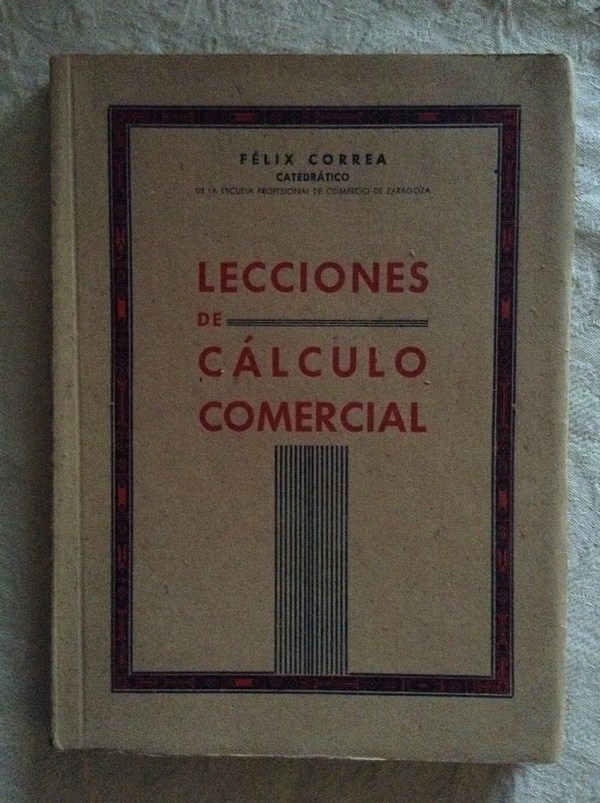 FÉLIX CORREA
CATEDRÁTICO
DE LA ESCUELA PROFESIONAL DE COMERCIO DE ZARAGOZA
LECCIONES
DE
CÁLCULO
COMERCIAL